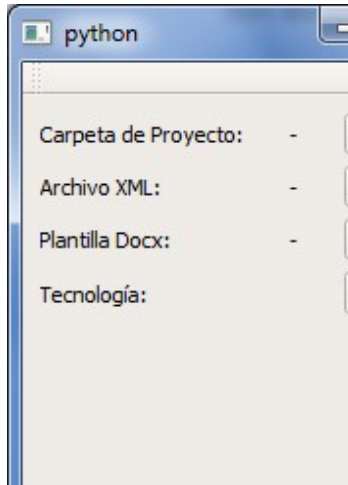 python
Carpeta de Proyecto: -
Archivo XML: -
Plantilla Docx: -
Tecnología: